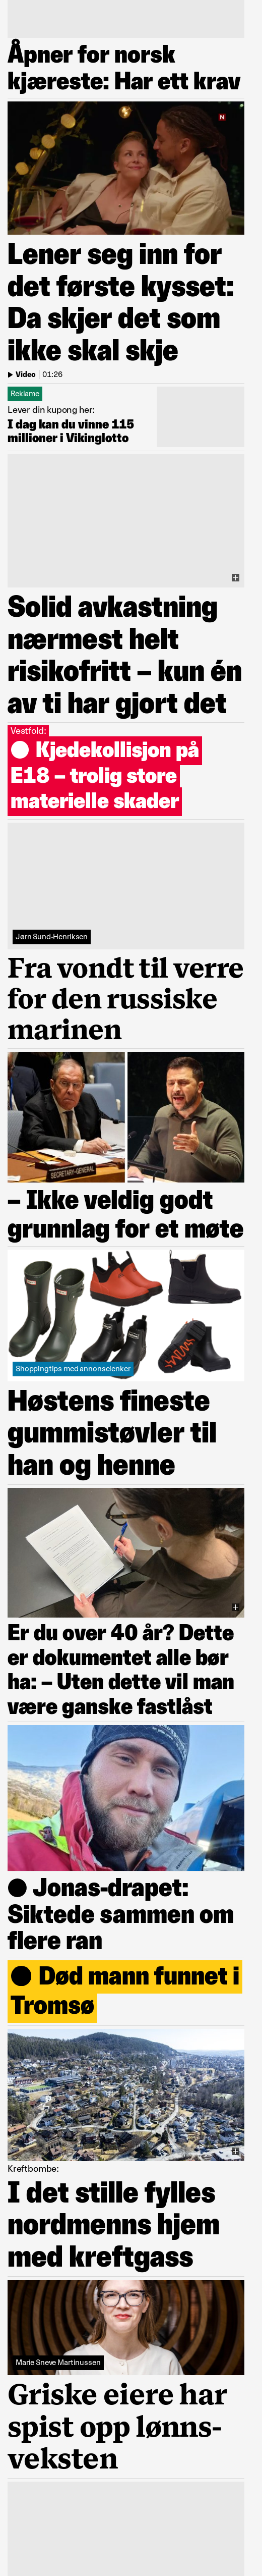 Åpner for norsk
kjæreste: Har ett krav
N
Lener seg inn for
det første kysset:
Da skjer det som
ikke skal skje
Video | 01:26
Reklame
Lever din kupong her:
I dag kan du vinne 115
millioner i Vikinglotto
Solid avkastning
nærmest helt
risikofritt – kun én
av ti har gjort det
Vestfold:
Kjedekollisjon på
E18 – trolig store
materielle skader
Jørn Sund-Henriksen
Fra vondt til verre
for den russiske
marinen
SECRETARY-GENERAL
– Ikke veldig godt
grunnlag for et møte
Shoppingtips med annonselenker
Høstens fineste
gummistøvler til
han og henne
Er du over 40 år? Dette
er dokumentet alle bør
ha: – Uten dette vil man
være ganske fastlåst
Jonas-drapet:
Siktede sammen om
flere ran
Død mann funnet i
Tromsø
Kreftbombe:
I det stille fylles
nordmenns hjem
med kreftgass
Marie Sneve Martinussen
Griske eiere har
spist opp lønns-
veksten